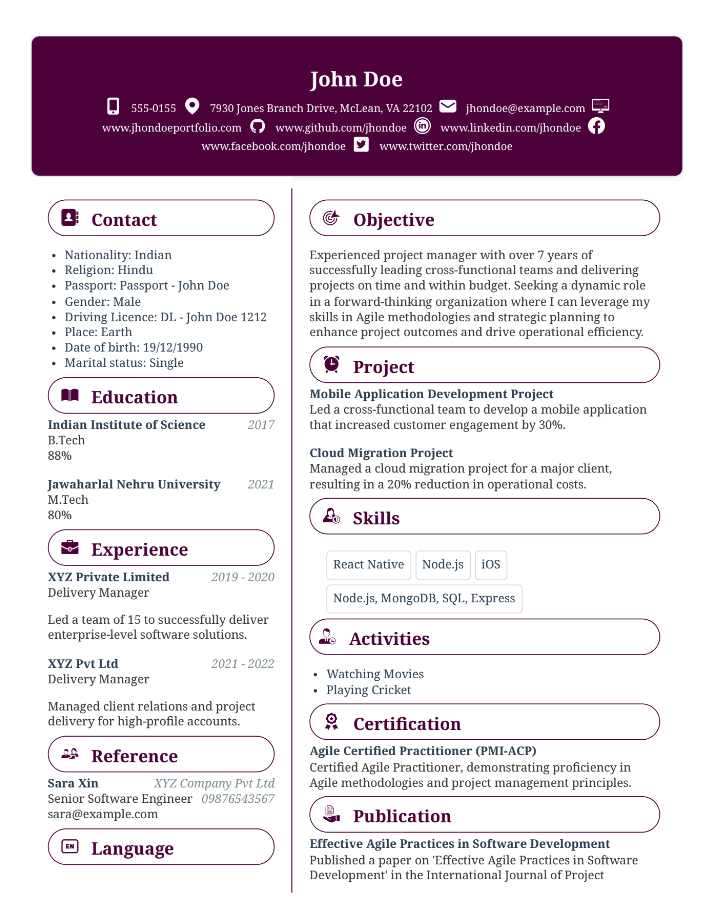 John Doe
555-0155 7930 Jones Branch Drive, McLean, VA 22102 jhondoe@example.com
www.jhondoeportfolio.com www.github.com/jhondoe www.linkedin.com/jhondoe
www.facebook.com/jhondoe www.twitter.com/jhondoe
Contact
• Nationality: Indian
• Religion: Hindu
• Passport: Passport - John Doe
• Gender: Male
• Driving Licence: DL - John Doe 1212
• Place: Earth
• Date of birth: 19/12/1990
• Marital status: Single
Education
Indian Institute of Science 2017
B.Tech
88%
Jawaharlal Nehru University 2021
M.Tech
80%
Experience
XYZ Private Limited 2019 - 2020
Delivery Manager
Led a team of 15 to successfully deliver
enterprise-level software solutions.
XYZ Pvt Ltd 2021 - 2022
Delivery Manager
Managed client relations and project
delivery for high-profile accounts.
Reference
Sara Xin XYZ Company Pvt Ltd
Senior Software Engineer 09876543567
sara@example.com
EN Language
Objective
Experienced project manager with over 7 years of
successfully leading cross-functional teams and delivering
projects on time and within budget. Seeking a dynamic role
in a forward-thinking organization where I can leverage my
skills in Agile methodologies and strategic planning to
enhance project outcomes and drive operational efficiency.
Project
Mobile Application Development Project
Led a cross-functional team to develop a mobile application
that increased customer engagement by 30%.
Cloud Migration Project
Managed a cloud migration project for a major client,
resulting in a 20% reduction in operational costs.
Skills
React Native Node.js iOS
Node.js, MongoDB, SQL, Express
Activities
• Watching Movies
• Playing Cricket
Certification
Agile Certified Practitioner (PMI-ACP)
Certified Agile Practitioner, demonstrating proficiency in
Agile methodologies and project management principles.
Publication
Effective Agile Practices in Software Development
Published a paper on 'Effective Agile Practices in Software
Development' in the International Journal of Project